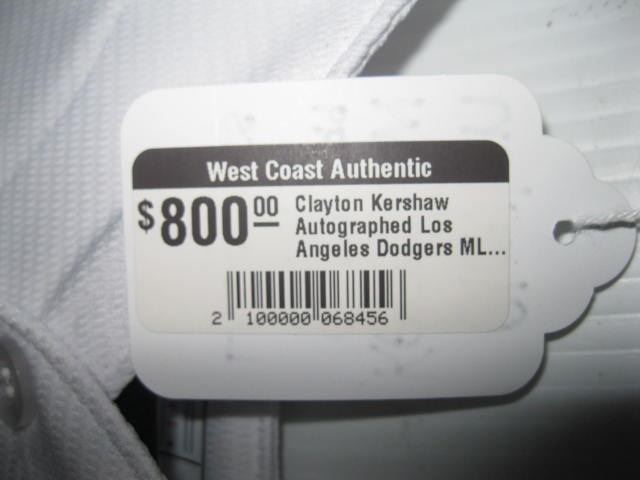 West Coast Authentic
$800.00 Clayton Kershaw
Autographed Los
Angeles Dodgers ML...
2 100000 068456